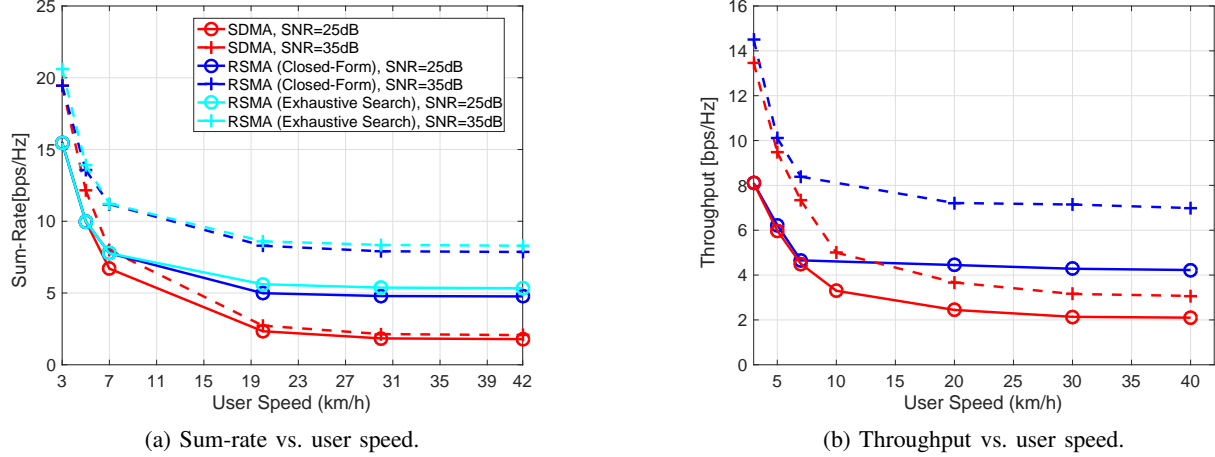 SDMA, SNR=25dB
SDMA, SNR=35dB
RSMA (Closed-Form), SNR=25dB
RSMA (Closed-Form), SNR=35dB
RSMA (Exhaustive Search), SNR=25dB
RSMA (Exhaustive Search), SNR=35dB
25
20
15
10
5
0
Sum-Rate[bps/Hz]
3 7 11 15 19 23 27 31 35 39 42
User Speed (km/h)
(a) Sum-rate vs. user speed.
16
14
12
10
8
6
4
2
0
Throughput [bps/Hz]
5 10 15 20 25 30 35 40
User Speed (km/h)
(b) Throughput vs. user speed.